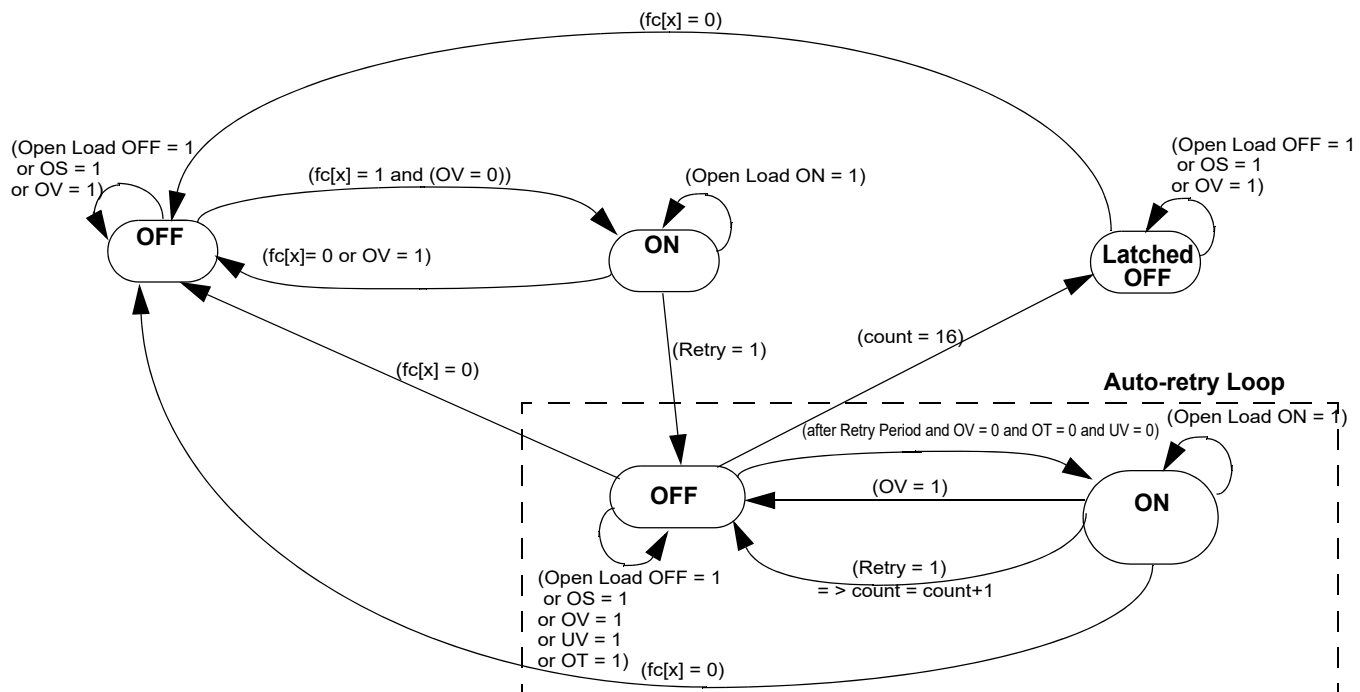 (fc[x] = 0)
(Open Load OFF = 1
or OS = 1
or OV = 1)
(fc[x] = 1 and (OV = 0))
(Open Load ON = 1)
(Open Load OFF = 1
or OS = 1
or OV = 1)
OFF
ON
Latched
OFF
(fc[x]= 0 or OV = 1)
(Retry = 1)
(count = 16)
(fc[x] = 0)
Auto-retry Loop
(Open Load ON = 1)
(after Retry Period and OV = 0 and OT = 0 and UV = 0)
OFF
(OV = 1)
ON
(Retry = 1)
= > count = count+1
(Open Load OFF = 1
or OS = 1
or OV = 1
or UV = 1
or OT = 1)
(fc[x] = 0)